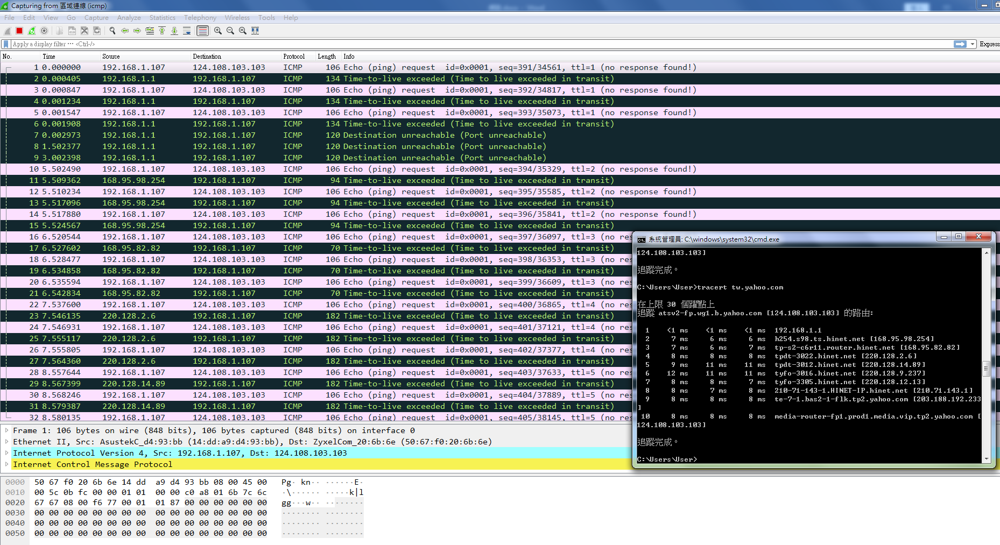 Capturing from 區域連線 (icmp)
File Edit View Go Capture Analyze Statistics Telephony Wireless Tools Help
Apply a display filter ··· <Ctrl-/>
Express
No. Time Source Destination Protocol Length Info
1 0.000000 192.168.1.107 124.108.103.103 ICMP 106 Echo (ping) request id=0x0001, seq=391/34561, ttl=1 (no response found!)
2 0.000405 192.168.1.1 192.168.1.107 ICMP 134 Time-to-live exceeded (Time to live exceeded in transit)
3 0.000847 192.168.1.107 124.108.103.103 ICMP 106 Echo (ping) request id=0x0001, seq=392/34817, ttl=1 (no response found!)
4 0.001234 192.168.1.1 192.168.1.107 ICMP 134 Time-to-live exceeded (Time to live exceeded in transit)
5 0.001547 192.168.1.107 124.108.103.103 ICMP 106 Echo (ping) request id=0x0001, seq=393/35073, ttl=1 (no response found!)
6 0.001908 192.168.1.1 192.168.1.107 ICMP 134 Time-to-live exceeded (Time to live exceeded in transit)
7 0.002973 192.168.1.1 192.168.1.107 ICMP 120 Destination unreachable (Port unreachable)
8 1.502377 192.168.1.1 192.168.1.107 ICMP 120 Destination unreachable (Port unreachable)
9 3.002398 192.168.1.1 192.168.1.107 ICMP 120 Destination unreachable (Port unreachable)
10 5.502490 192.168.1.107 124.108.103.103 ICMP 106 Echo (ping) request id=0x0001, seq=394/35329, ttl=2 (no response found!)
11 5.509362 168.95.98.254 192.168.1.107 ICMP 94 Time-to-live exceeded (Time to live exceeded in transit)
12 5.510234 192.168.1.107 124.108.103.103 ICMP 106 Echo (ping) request id=0x0001, seq=395/35585, ttl=2 (no response found!)
13 5.517096 168.95.98.254 192.168.1.107 ICMP 94 Time-to-live exceeded (Time to live exceeded in transit)
14 5.517880 192.168.1.107 124.108.103.103 ICMP 106 Echo (ping) request id=0x0001, seq=396/35841, ttl=2 (no response found!)
15 5.524567 168.95.98.254 192.168.1.107 ICMP 94 Time-to-live exceeded (Time to live exceeded in transit)
16 6.520544 192.168.1.107 124.108.103.103 ICMP 106 Echo (ping) request id=0x0001, seq=397/36097, ttl=3 (no res
17 6.527602 168.95.82.82 192.168.1.107 ICMP 70 Time-to-live exceeded (Time to live exceeded in transit)
18 6.528477 192.168.1.107 124.108.103.103 ICMP 106 Echo (ping) request id=0x0001, seq=398/36353, ttl=3 (no res
19 6.534858 168.95.82.82 192.168.1.107 ICMP 70 Time-to-live exceeded (Time to live exceeded in transit)
20 6.535594 192.168.1.107 124.108.103.103 ICMP 106 Echo (ping) request id=0x0001, seq=399/36609, ttl=3 (no res
21 6.542834 168.95.82.82 192.168.1.107 ICMP 70 Time-to-live exceeded (Time to live exceeded in transit)
22 7.537600 192.168.1.107 124.108.103.103 ICMP 106 Echo (ping) request id=0x0001, seq=400/36865, ttl=4 (no res
23 7.546135 220.128.2.6 192.168.1.107 ICMP 182 Time-to-live exceeded (Time to live exceeded in transit)
24 7.546931 192.168.1.107 124.108.103.103 ICMP 106 Echo (ping) request id=0x0001, seq=401/37121, ttl=4 (no res
25 7.555117 220.128.2.6 192.168.1.107 ICMP 182 Time-to-live exceeded (Time to live exceeded in transit)
26 7.555805 192.168.1.107 124.108.103.103 ICMP 106 Echo (ping) request id=0x0001, seq=402/37377, ttl=4 (no res
27 7.564360 220.128.2.6 192.168.1.107 ICMP 182 Time-to-live exceeded (Time to live exceeded in transit)
28 8.557644 192.168.1.107 124.108.103.103 ICMP 106 Echo (ping) request id=0x0001, seq=403/37633, ttl=5 (no res
29 8.567399 220.128.14.89 192.168.1.107 ICMP 182 Time-to-live exceeded (Time to live exceeded in transit)
30 8.568246 192.168.1.107 124.108.103.103 ICMP 106 Echo (ping) request id=0x0001, seq=404/37889, ttl=5 (no res
31 8.579387 220.128.14.89 192.168.1.107 ICMP 182 Time-to-live exceeded (Time to live exceeded in transit)
32 8.580135 192.168.1.107 124.108.103.103 ICMP 106 Echo (ping) request id=0x0001, seq=405/38145, ttl=5 (no res
Frame 1: 106 bytes on wire (848 bits), 106 bytes captured (848 bits) on interface 0
Ethernet II, Src: AsustekC_d4:93:bb (14:dd:a9:d4:93:bb), Dst: ZyxelCom_20:6b:6e (50:67:f0:20:6b:6e)
Internet Protocol Version 4, Src: 192.168.1.107, Dst: 124.108.103.103
Internet Control Message Protocol
0000 50 67 f0 20 6b 6e 14 dd a9 d4 93 bb 08 00 45 00 Pg· kn·· ······E·
0010 00 5c 0b fc 00 00 01 01 00 00 c0 a8 01 6b 7c 6c ·\······ ·····k|l
0020 67 67 08 00 f6 77 00 01 01 87 00 00 00 00 00 00 gg···w·· ········
0030 00 00 00 00 00 00 00 00 00 00 00 00 00 00 00 00 ········ ········
0040 00 00 00 00 00 00 00 00 00 00 00 00 00 00 00 00 ········ ········
0050 00 00 00 00 00 00 00 00 00 00 00 00 00 00 00 00 ········ ········
系統管理員: C:\windows\system32\cmd.exe
124.108.103.103]
追蹤完成。
C:\Users\User>tracert tw.yahoo.com
在上限 30 個躍點上
追蹤 atsv2-fp.wg1.b.yahoo.com [124.108.103.103] 的路由:
1 <1 ms <1 ms <1 ms 192.168.1.1
2 7 ms 6 ms 6 ms h254.s98.ts.hinet.net [168.95.98.254]
3 7 ms 6 ms 7 ms tp-s2-c6r11.router.hinet.net [168.95.82.82]
4 8 ms 8 ms 8 ms tpdt-3022.hinet.net [220.128.2.6]
5 9 ms 11 ms 11 ms tpdt-3012.hinet.net [220.128.14.89]
6 12 ms 11 ms 11 ms tyfo-3016.hinet.net [220.128.9.237]
7 8 ms 8 ms 7 ms tyfo-3305.hinet.net [220.128.12.13]
8 8 ms 7 ms 8 ms 210-71-143-1.HINET-IP.hinet.net [210.71.143.1]
9 8 ms 8 ms 8 ms te-7-1.bas2-1-flk.tp2.yahoo.com [203.188.192.233
]
10 8 ms 8 ms 8 ms media-router-fp1.prod1.media.vip.tp2.yahoo.com [
124.108.103.103]
追蹤完成。
C:\Users\User>